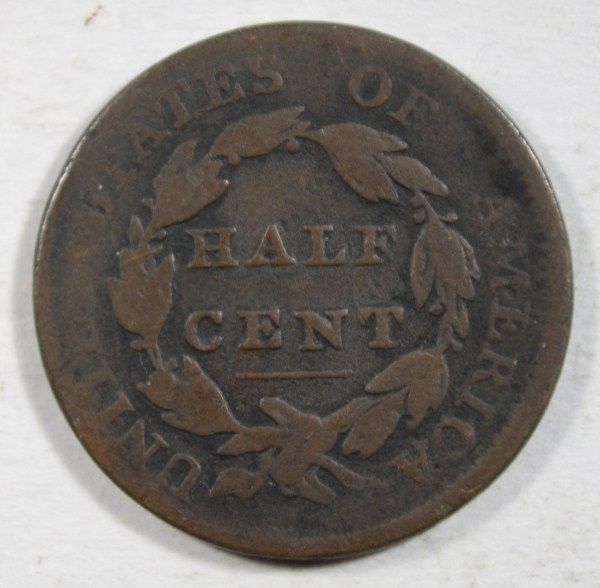 UNITED STATES OF AMERICA
HALF
CENT